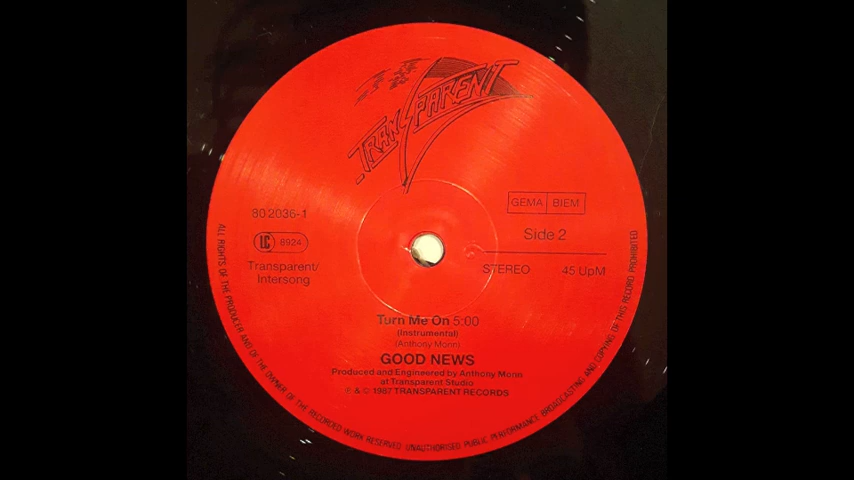 TRANSPARENT
80 2036-1
GEMA BIEM
LC 8924
Side 2
Transparent/
Intersong
STEREO 45 UpM
Turn Me On 5:00
(Instrumental)
(Anthony Monn)
GOOD NEWS
Produced and Engineered by Anthony Monn
at Transparent Studio
℗ & © 1987 TRANSPARENT RECORDS
ALL RIGHTS OF THE PRODUCER AND OF THE OWNER OF THE RECORDED WORK RESERVED. UNAUTHORISED PUBLIC PERFORMANCE BROADCASTING AND COPYING OF THIS RECORD PROHIBITED